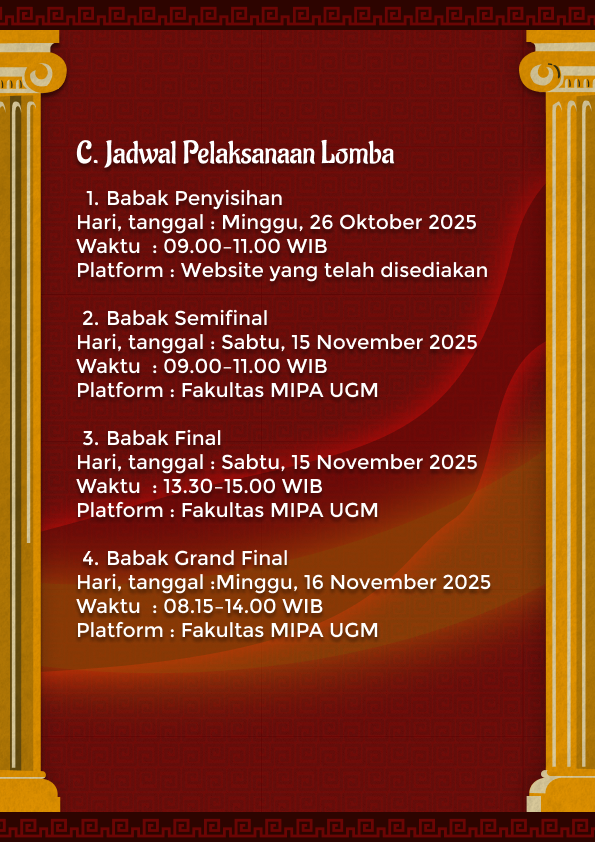 C. Jadwal Pelaksanaan Lomba
1. Babak Penyisihan
Hari, tanggal : Minggu, 26 Oktober 2025
Waktu : 09.00-11.00 WIB
Platform : Website yang telah disediakan
2. Babak Semifinal
Hari, tanggal : Sabtu, 15 November 2025
Waktu : 09.00-11.00 WIB
Platform : Fakultas MIPA UGM
3. Babak Final
Hari, tanggal : Sabtu, 15 November 2025
Waktu : 13.30-15.00 WIB
Platform : Fakultas MIPA UGM
4. Babak Grand Final
Hari, tanggal :Minggu, 16 November 2025
Waktu : 08.15-14.00 WIB
Platform : Fakultas MIPA UGM